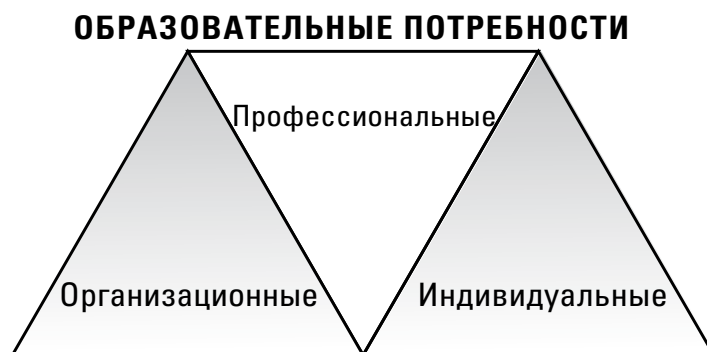 ОБРАЗОВАТЕЛЬНЫЕ ПОТРЕБНОСТИ
Профессиональные
Организационные
Индивидуальные